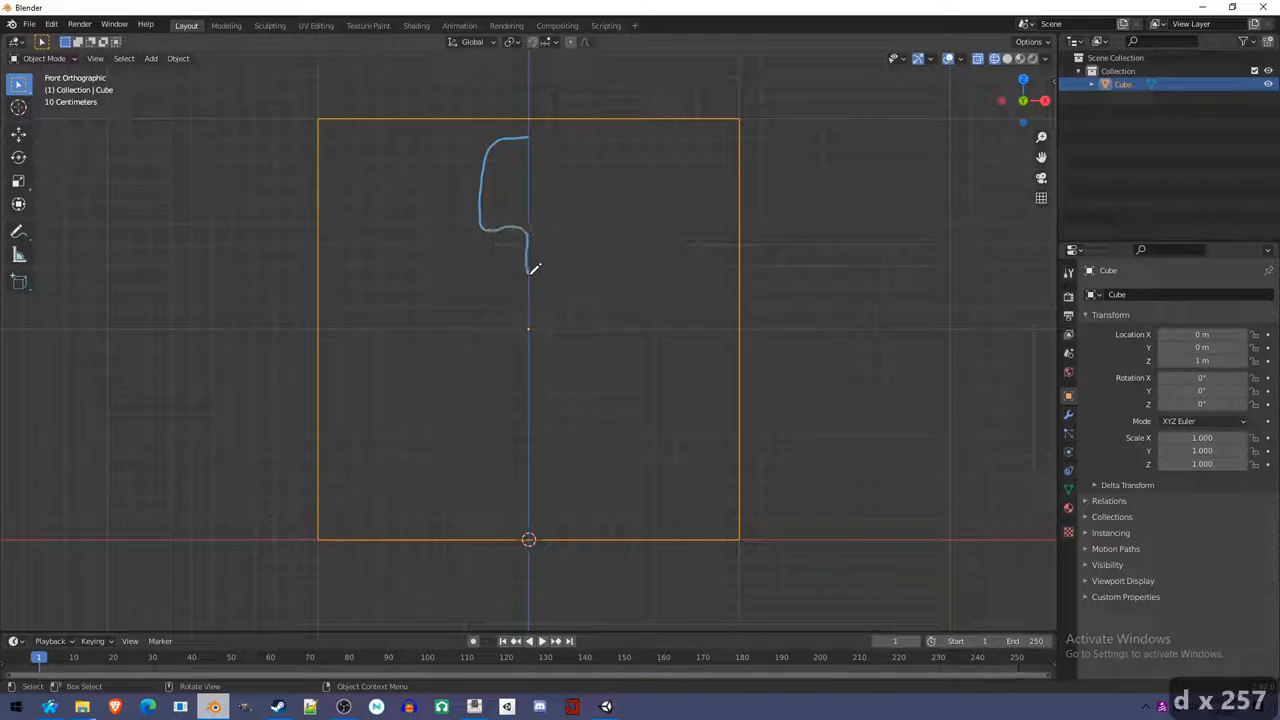 Blender
File Edit Render Window Help Layout Modeling Sculpting UV Editing Texture Paint Shading Animation Rendering Compositing Scripting + Scene View Layer
Global Options
Object Mode View Select Add Object
Front Orthographic
(1) Collection | Cube
10 Centimeters
Z
Y
X
Scene Collection
Collection
Cube
Cube
Cube
Transform
Location X 0 m
Y 0 m
Z 1 m
Rotation X 0°
Y 0°
Z 0°
Mode XYZ Euler
Scale X 1.000
Y 1.000
Z 1.000
Delta Transform
Relations
Collections
Instancing
Motion Paths
Visibility
Viewport Display
Custom Properties
Playback Keying View Marker 1 Start 1 End 250
1 10 20 30 40 50 60 70 80 90 100 110 120 130 140 150 160 170 180 190 200 210 220 230 240 250
Activate Windows
Go to Settings to activate Windows.
Select Box Select Rotate View Object Context Menu 2.92.0
d x 257